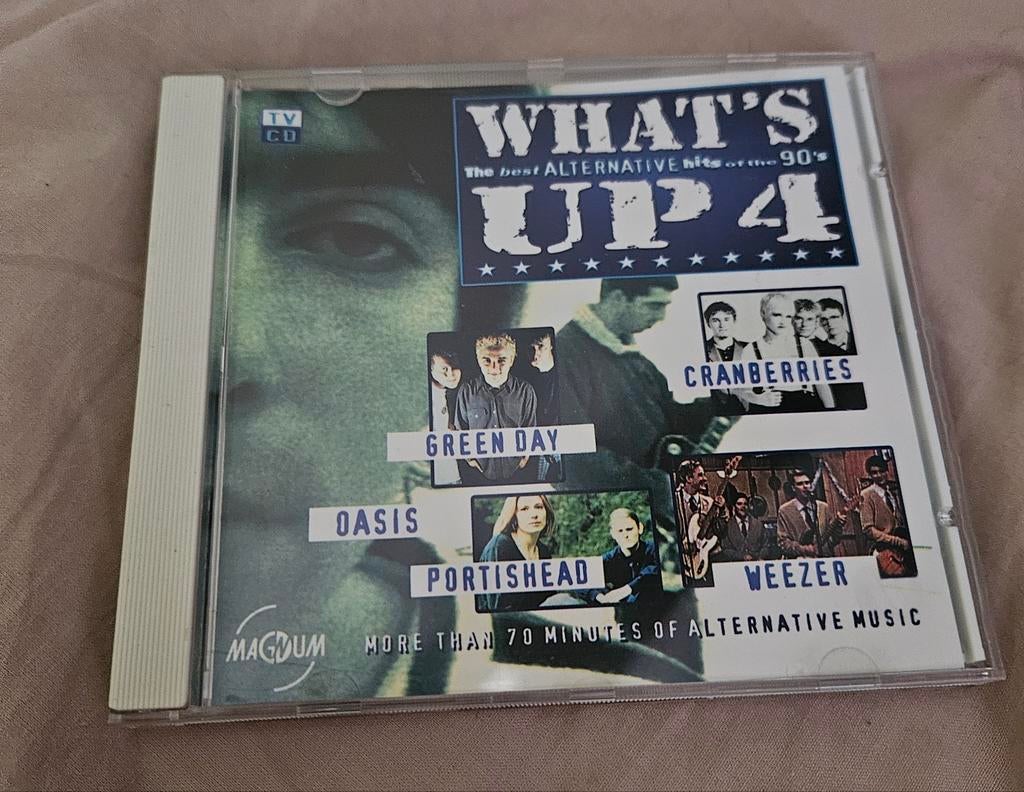 TV
CD
WHAT'S
The best ALTERNATIVE hits of the 90's
UP 4
CRANBERRIES
GREEN DAY
OASIS
PORTISHEAD
WEEZER
MAGNUM
MORE THAN 70 MINUTES OF ALTERNATIVE MUSIC